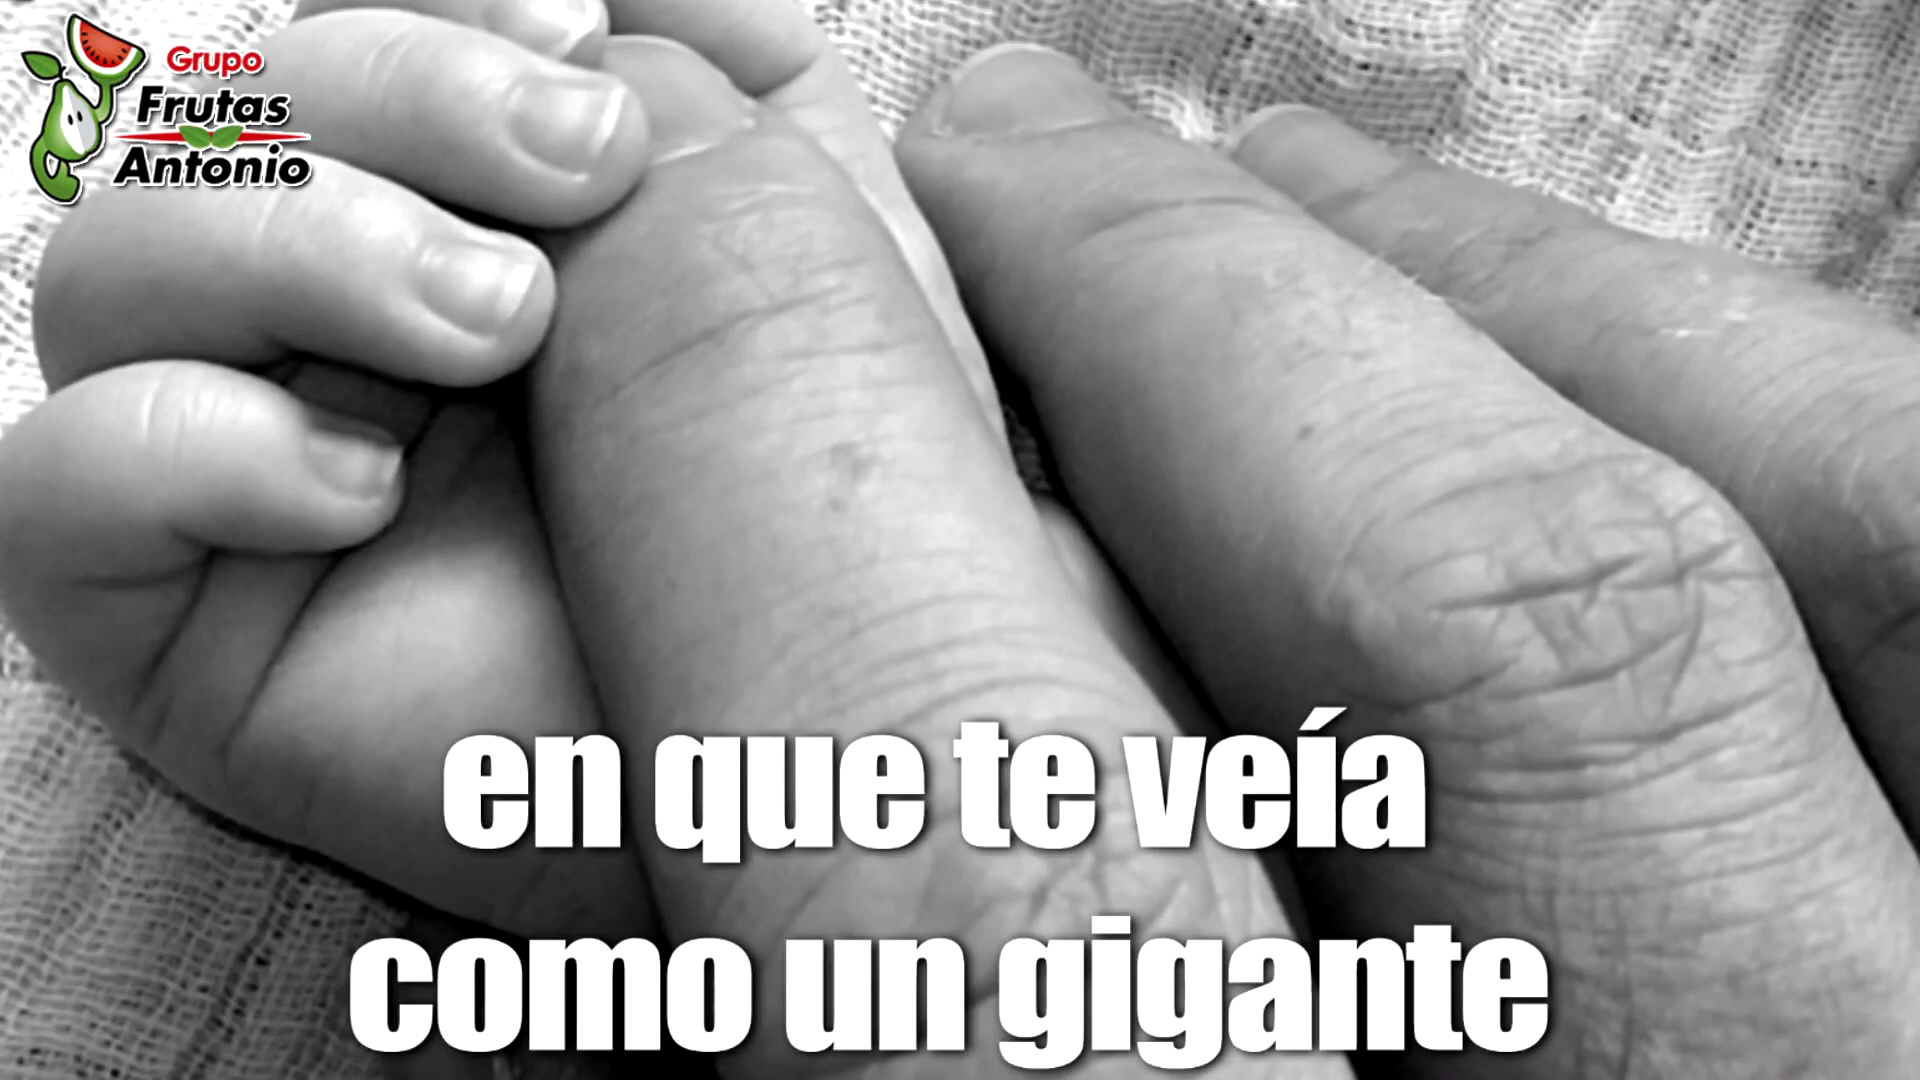 Grupo
Frutas
Antonio
en que te veía
como un gigante